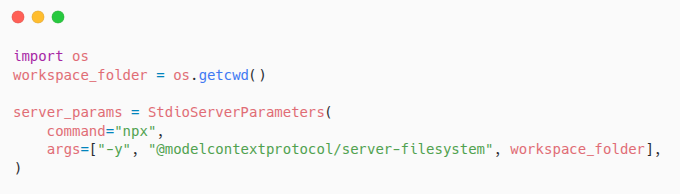 import os
workspace_folder = os.getcwd()

server_params = StdioServerParameters(
    command="npx",
    args=["-y", "@modelcontextprotocol/server-filesystem", workspace_folder],
)